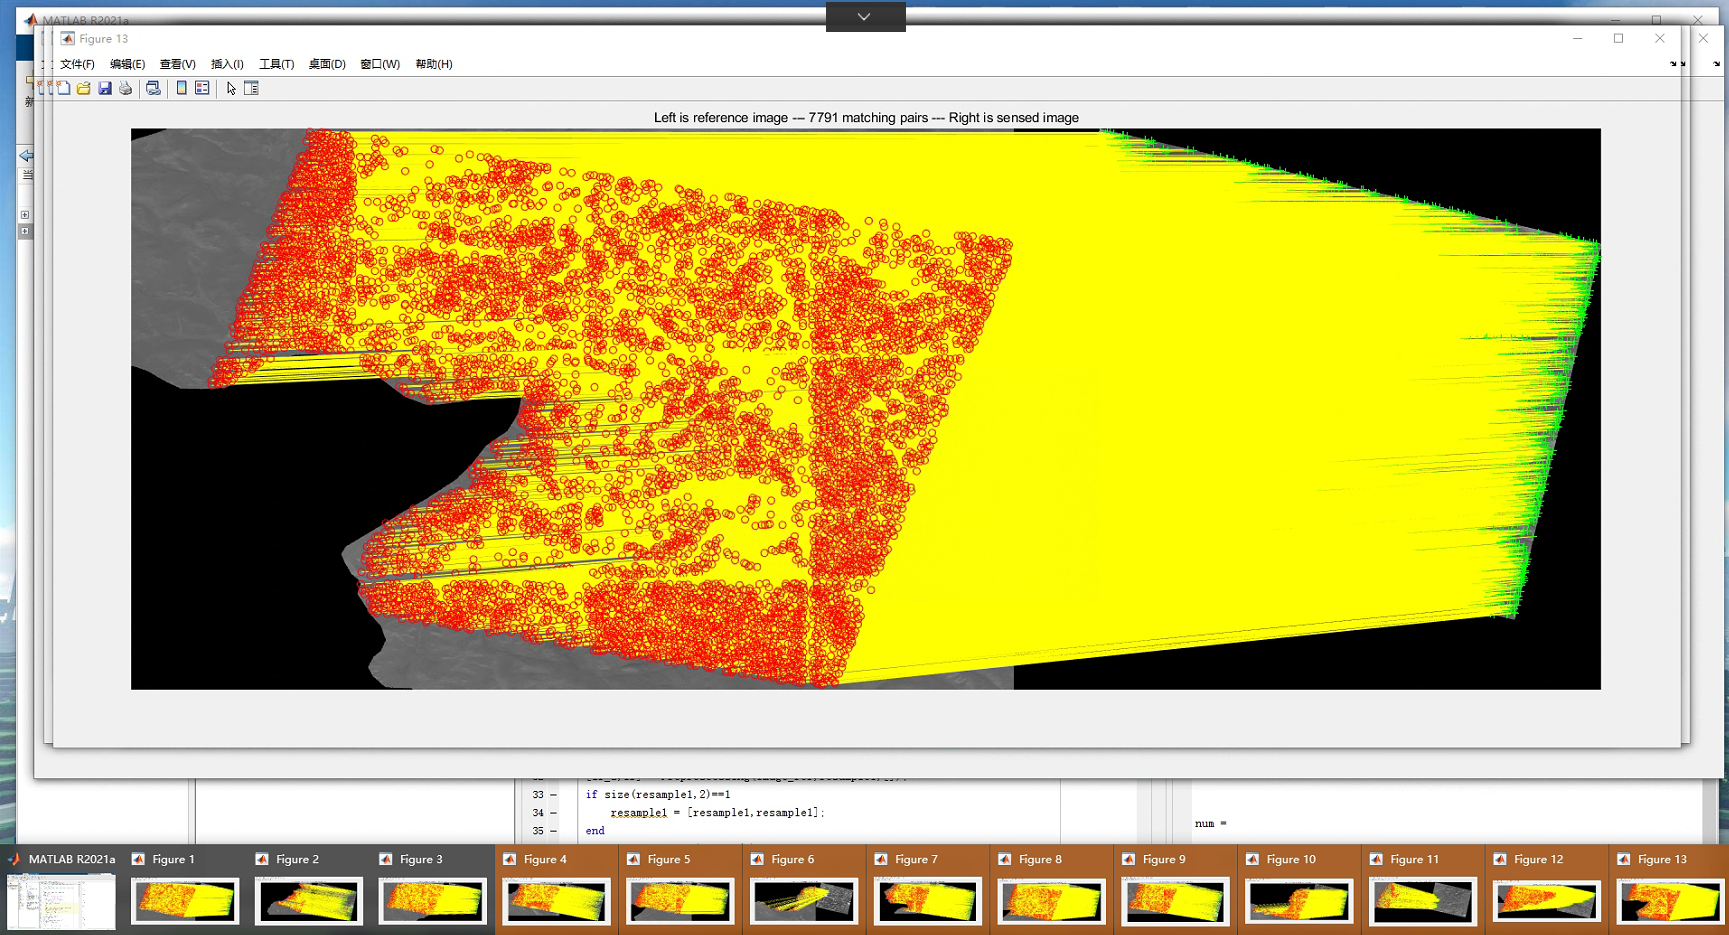 MATLAB R2021a
Figure 13
文件(F) 编辑(E) 查看(V) 插入(I) 工具(T) 桌面(D) 窗口(W) 帮助(H)
Left is reference image --- 7791 matching pairs --- Right is sensed image
33 if size(resample1,2)==1
34 resample1 = [resample1,resample1];
35 end
num =
MATLAB R2021a
Figure 1
Figure 2
Figure 3
Figure 4
Figure 5
Figure 6
Figure 7
Figure 8
Figure 9
Figure 10
Figure 11
Figure 12
Figure 13